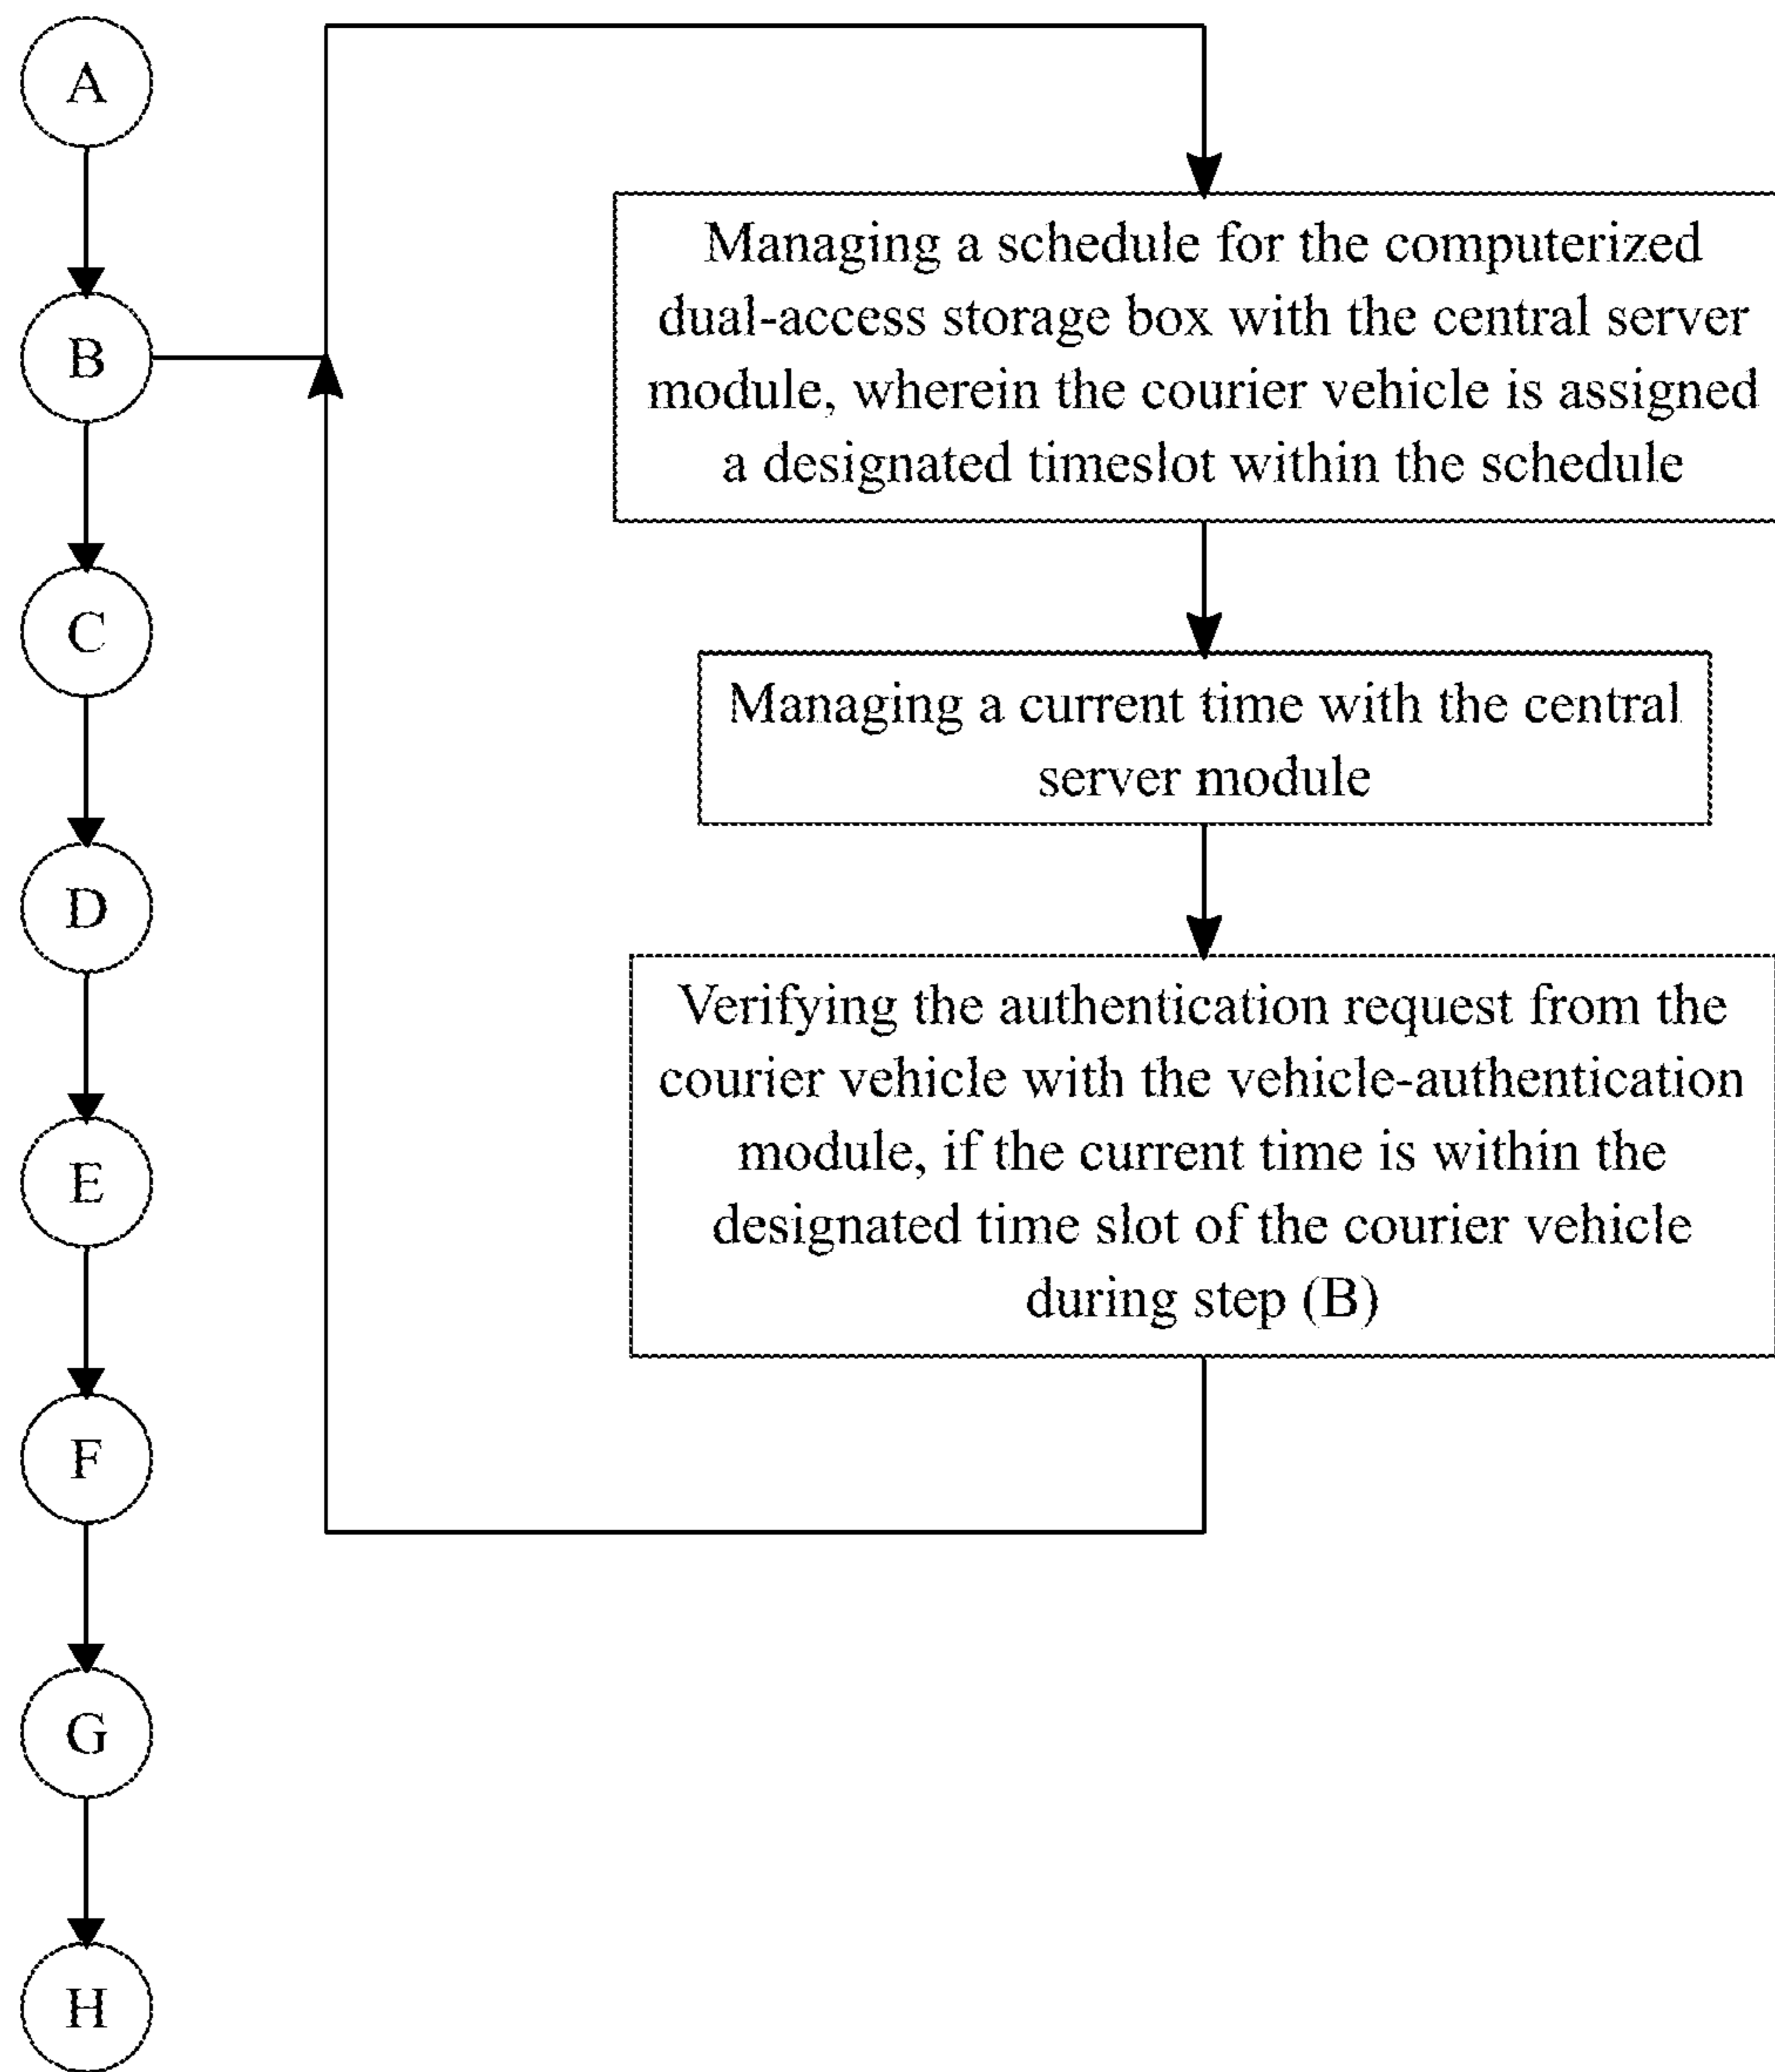 A
B
C
D
E
F
G
H
Managing a schedule for the computerized
dual-access storage box with the central server
module, wherein the courier vehicle is assigned
a designated timeslot within the schedule
Managing a current time with the central
server module
Verifying the authentication request from the
courier vehicle with the vehicle-authentication
module, if the current time is within the
designated time slot of the courier vehicle
during step (B)